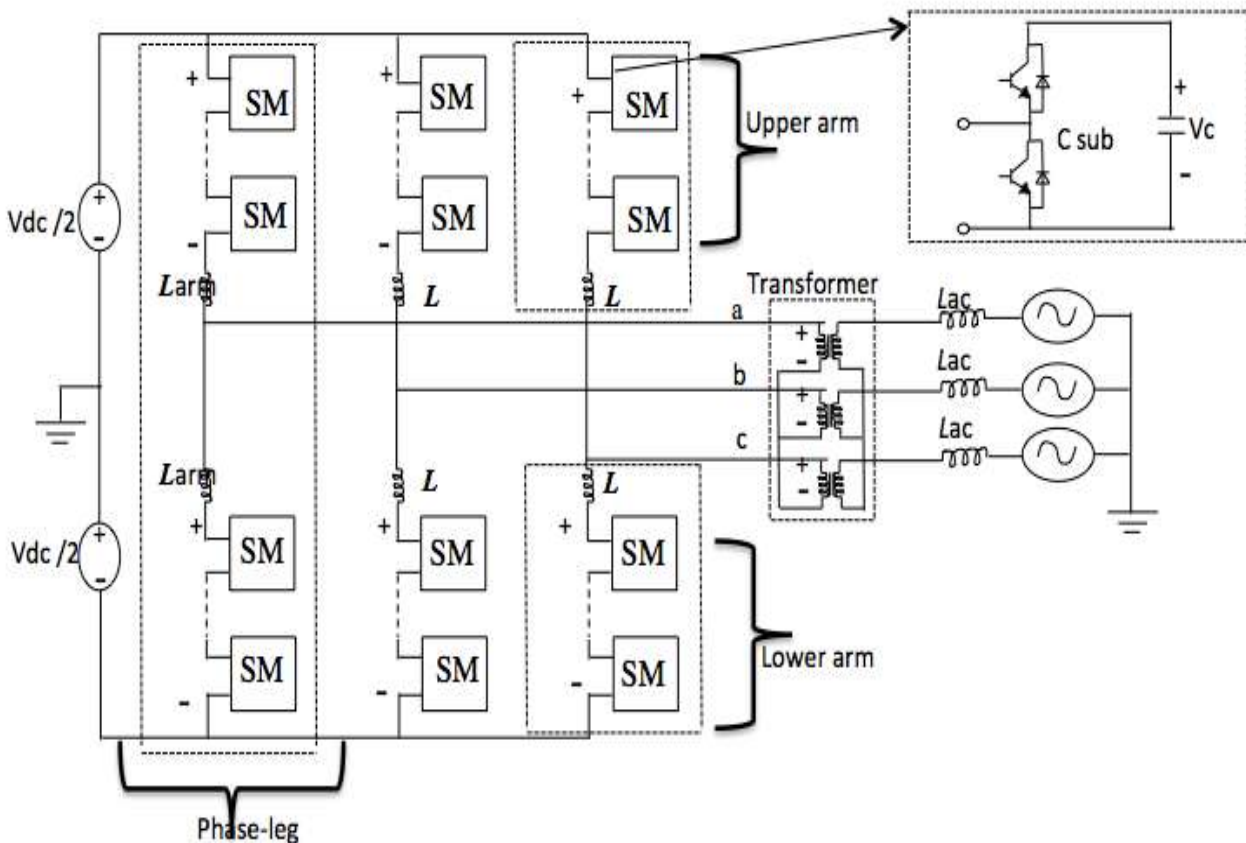 SM
SM
SM
SM
SM
SM
Upper arm
C sub
Vc
Vdc /2
Larm
L
L
Transformer
Lac
a
b
Lac
c
Lac
Larm
L
L
Vdc /2
SM
SM
SM
SM
SM
SM
Lower arm
Phase-leg